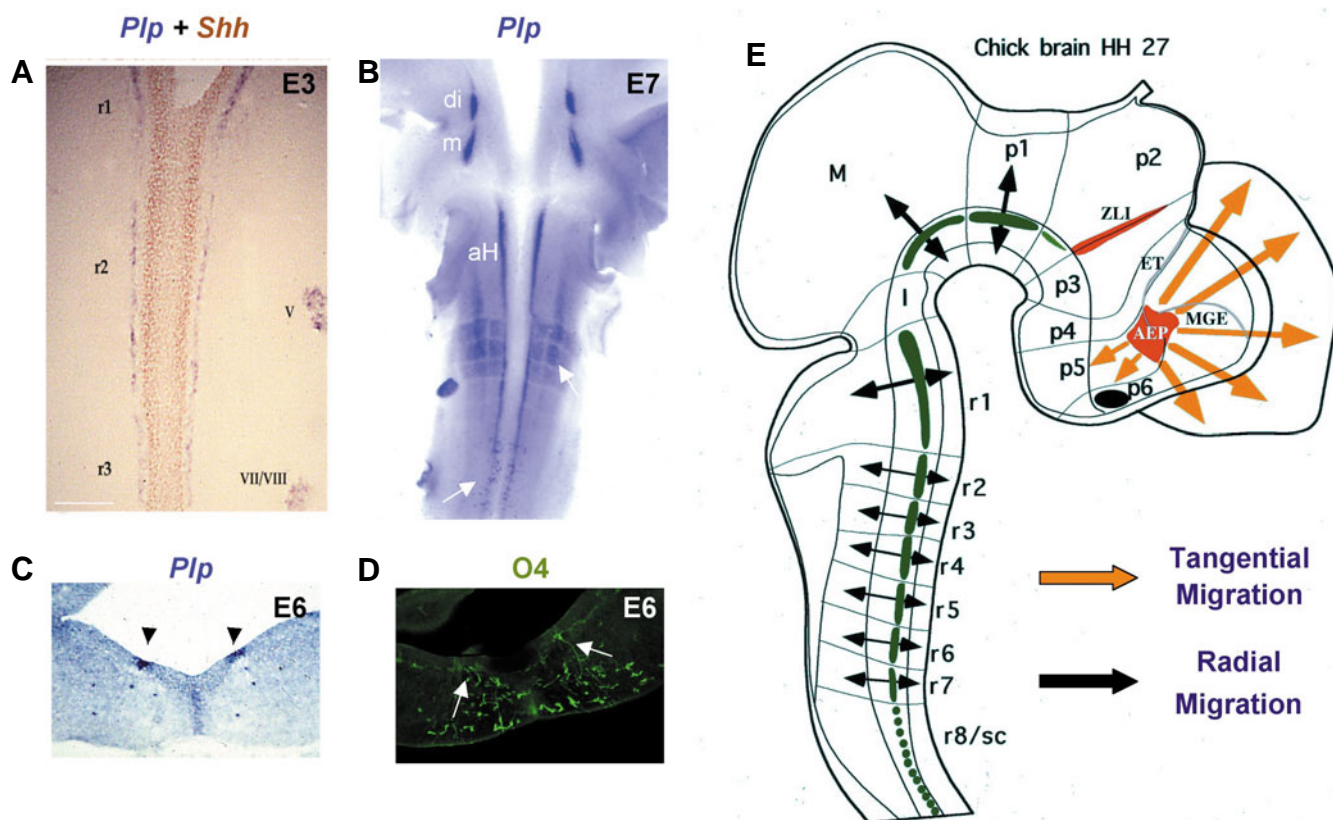 Plp + Shh
A
E3
r1
r2
V
r3
VII/VIII
Plp
B
E7
di
m
aH
Plp
C
E6
O4
D
E6
E
Chick brain HH 27
M
p1
p2
ZLI
ET
p3
I
MGE
p4
AEP
p5
p6
r1
r2
r3
r4
r5
r6
r7
r8/sc
Tangential
Migration
Radial
Migration